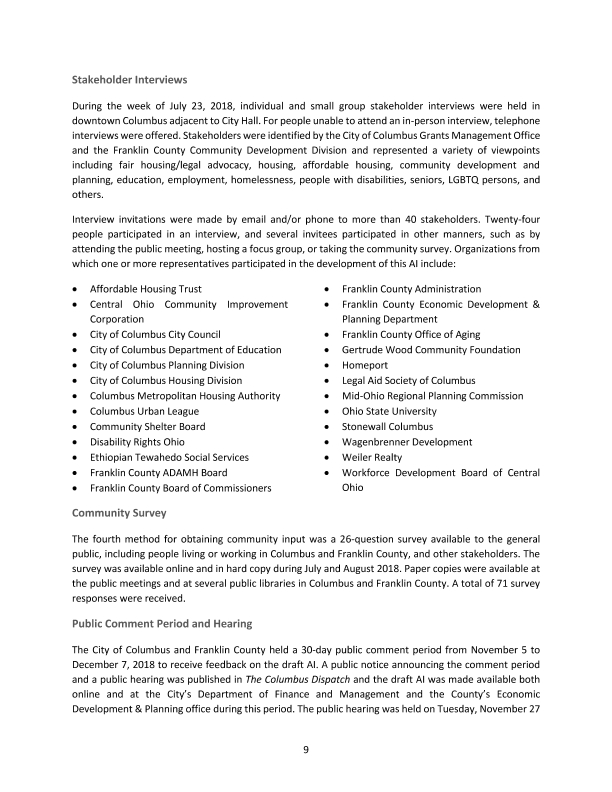 Stakeholder Interviews
During the week of July 23, 2018, individual and small group stakeholder interviews were held in
downtown Columbus adjacent to City Hall. For people unable to attend an in-person interview, telephone
interviews were offered. Stakeholders were identified by the City of Columbus Grants Management Office
and the Franklin County Community Development Division and represented a variety of viewpoints
including fair housing/legal advocacy, housing, affordable housing, community development and
planning, education, employment, homelessness, people with disabilities, seniors, LGBTQ persons, and
others.
Interview invitations were made by email and/or phone to more than 40 stakeholders. Twenty-four
people participated in an interview, and several invitees participated in other manners, such as by
attending the public meeting, hosting a focus group, or taking the community survey. Organizations from
which one or more representatives participated in the development of this AI include:
• Affordable Housing Trust
• Central Ohio Community Improvement
Corporation
• City of Columbus City Council
• City of Columbus Department of Education
• City of Columbus Planning Division
• City of Columbus Housing Division
• Columbus Metropolitan Housing Authority
• Columbus Urban League
• Community Shelter Board
• Disability Rights Ohio
• Ethiopian Tewahedo Social Services
• Franklin County ADAMH Board
• Franklin County Board of Commissioners
• Franklin County Administration
• Franklin County Economic Development &
Planning Department
• Franklin County Office of Aging
• Gertrude Wood Community Foundation
• Homeport
• Legal Aid Society of Columbus
• Mid-Ohio Regional Planning Commission
• Ohio State University
• Stonewall Columbus
• Wagenbrenner Development
• Weiler Realty
• Workforce Development Board of Central
Ohio
Community Survey
The fourth method for obtaining community input was a 26-question survey available to the general
public, including people living or working in Columbus and Franklin County, and other stakeholders. The
survey was available online and in hard copy during July and August 2018. Paper copies were available at
the public meetings and at several public libraries in Columbus and Franklin County. A total of 71 survey
responses were received.
Public Comment Period and Hearing
The City of Columbus and Franklin County held a 30-day public comment period from November 5 to
December 7, 2018 to receive feedback on the draft AI. A public notice announcing the comment period
and a public hearing was published in The Columbus Dispatch and the draft AI was made available both
online and at the City’s Department of Finance and Management and the County’s Economic
Development & Planning office during this period. The public hearing was held on Tuesday, November 27
9